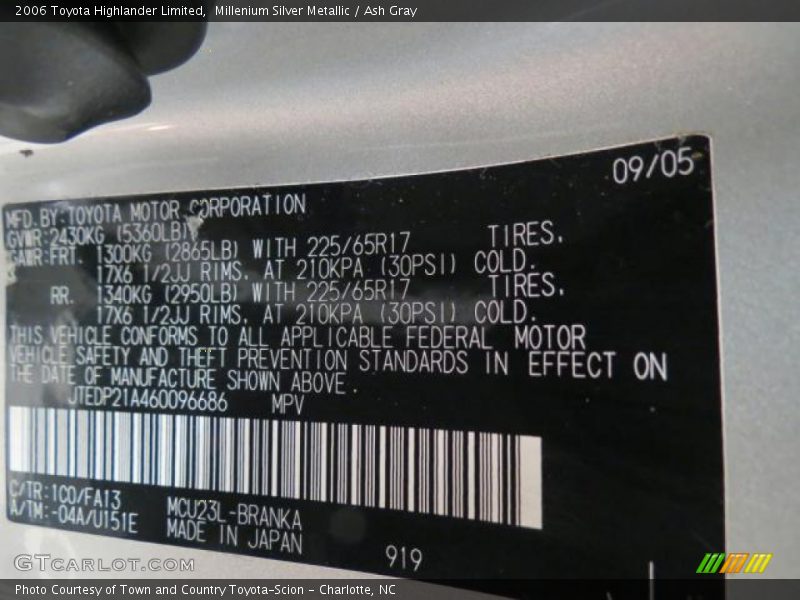 2006 Toyota Highlander Limited, Millenium Silver Metallic / Ash Gray
09/05
MFD. BY: TOYOTA MOTOR CORPORATION
GVWR: 2430KG (5360LB)
GAWR: FRT. 1300KG (2865LB) WITH 225/65R17 TIRES,
17X6 1/2JJ RIMS, AT 210KPA (30PSI) COLD.
RR. 1340KG (2950LB) WITH 225/65R17 TIRES,
17X6 1/2JJ RIMS, AT 210KPA (30PSI) COLD.
THIS VEHICLE CONFORMS TO ALL APPLICABLE FEDERAL MOTOR
VEHICLE SAFETY AND THEFT PREVENTION STANDARDS IN EFFECT ON
THE DATE OF MANUFACTURE SHOWN ABOVE.
JTEDP21A460096686 MPV
C/TR: 1C0/FA13
A/TM: -04A/U151E
MCU23L-BRANKA
MADE IN JAPAN
919
GTCarLot.com
Photo Courtesy of Town and Country Toyota-Scion - Charlotte, NC